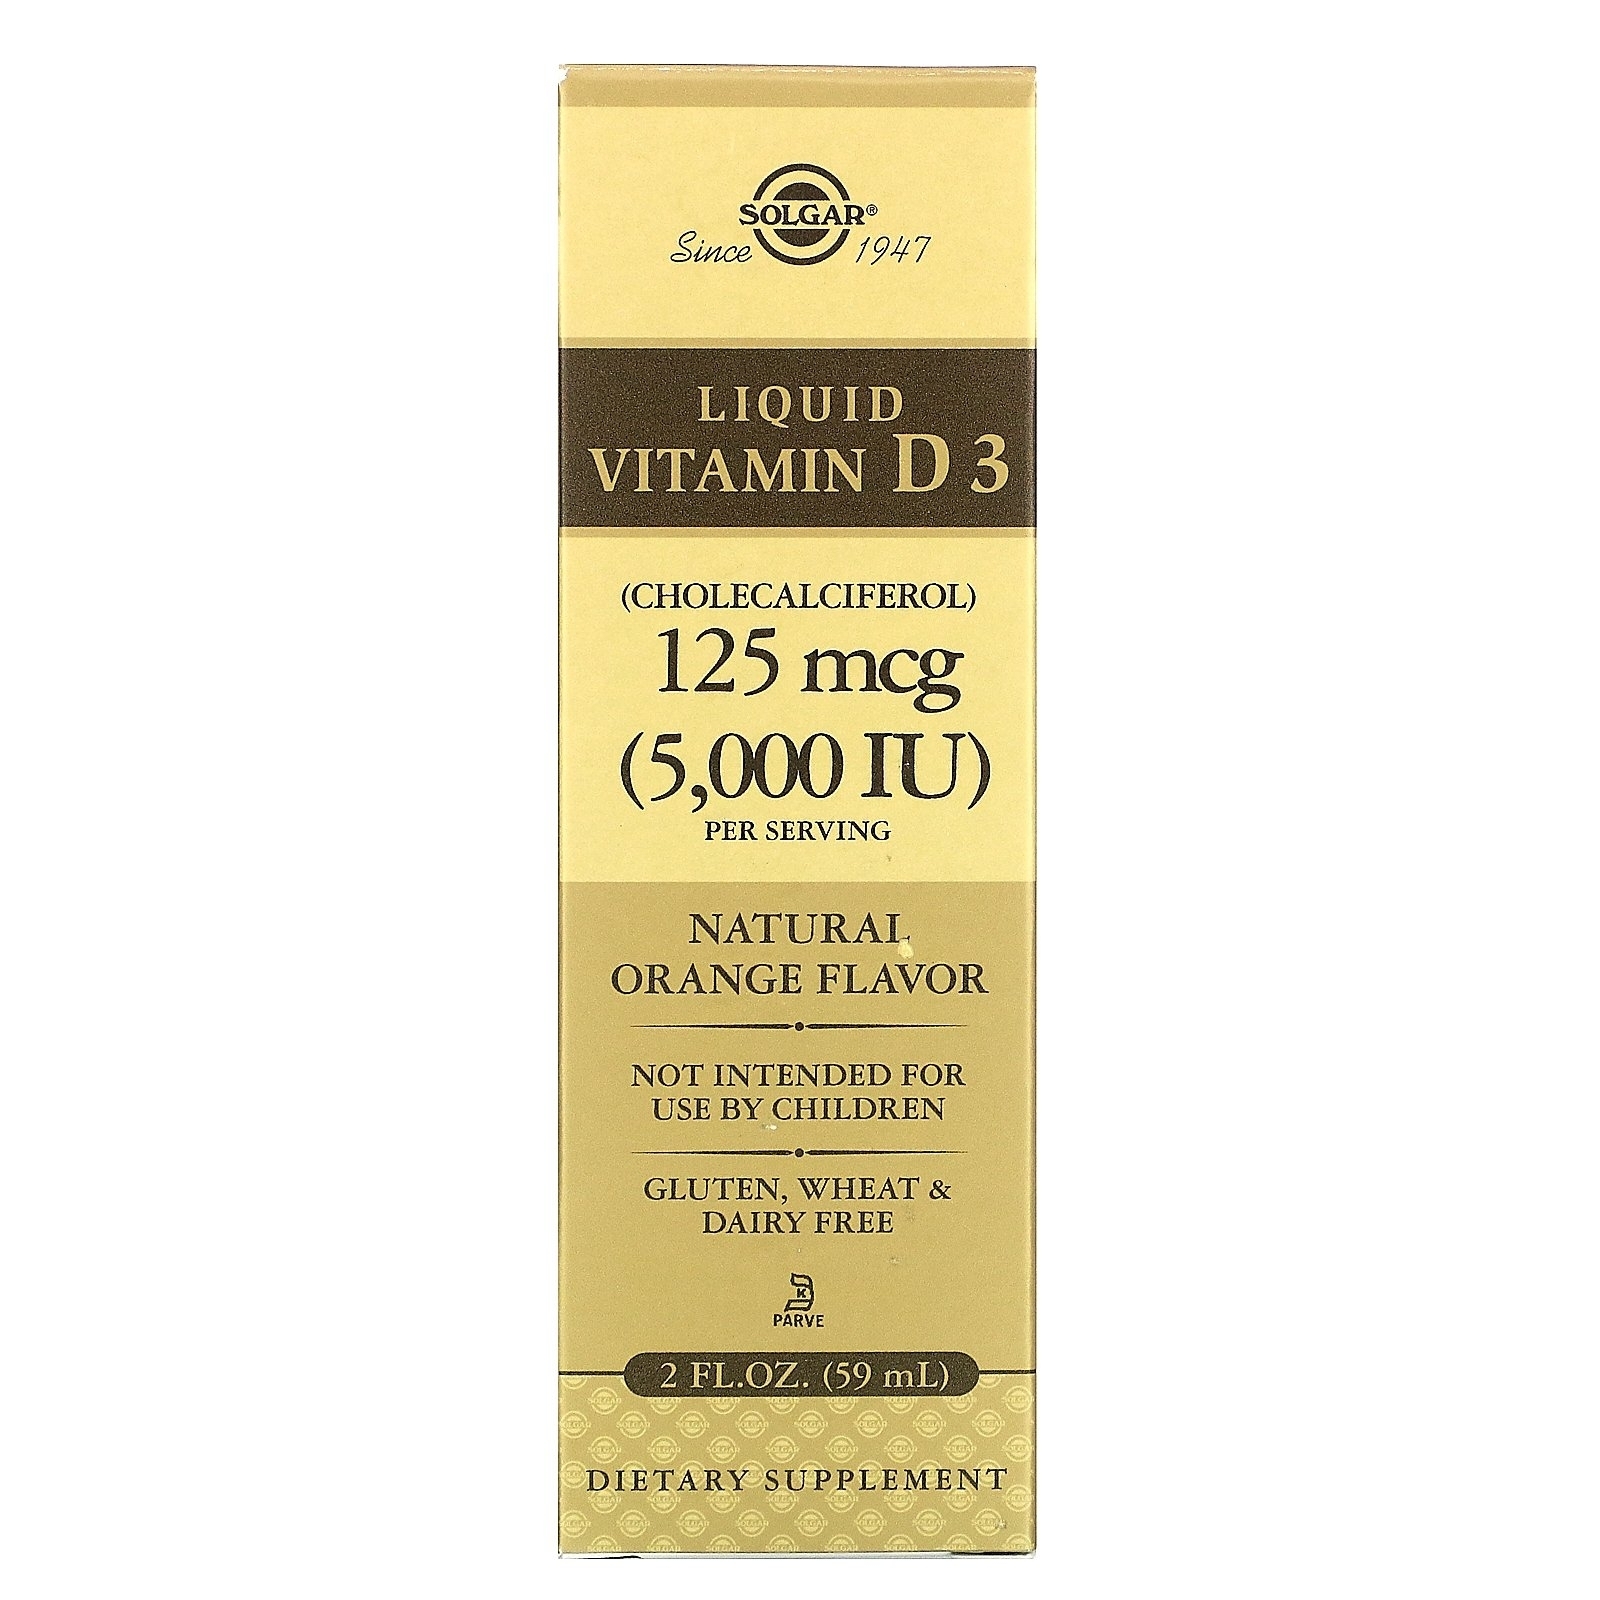 SOLGAR®
Since 1947
LIQUID
VITAMIN D3
(CHOLECALCIFEROL)
125 mcg
(5,000 IU)
PER SERVING
NATURAL
ORANGE FLAVOR
NOT INTENDED FOR
USE BY CHILDREN
GLUTEN, WHEAT &
DAIRY FREE
K
PARVE
2 FL.OZ. (59 mL)
DIETARY SUPPLEMENT